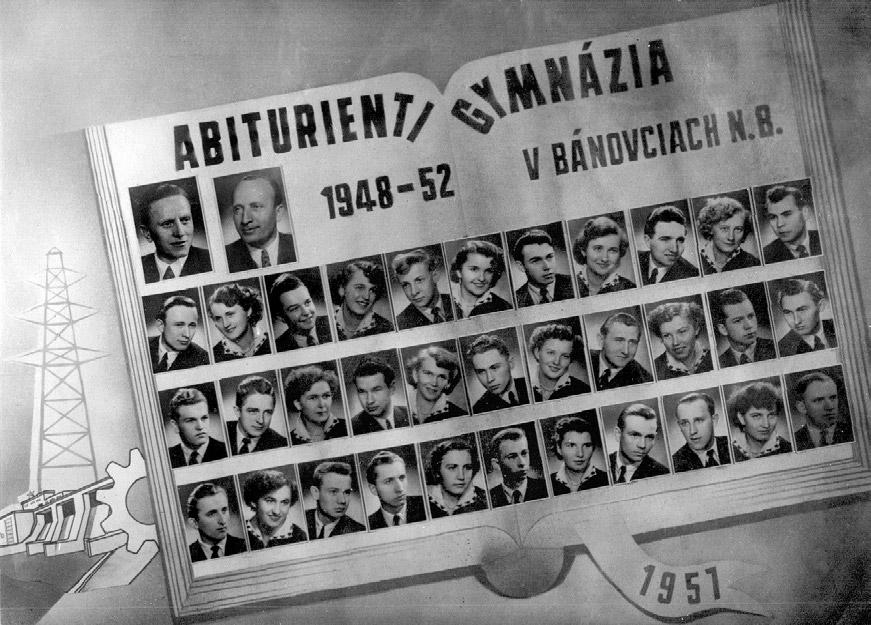 ABITURIENTI GYMNÁZIA
1948-52 V BÁNOVCIACH N.B.
1951